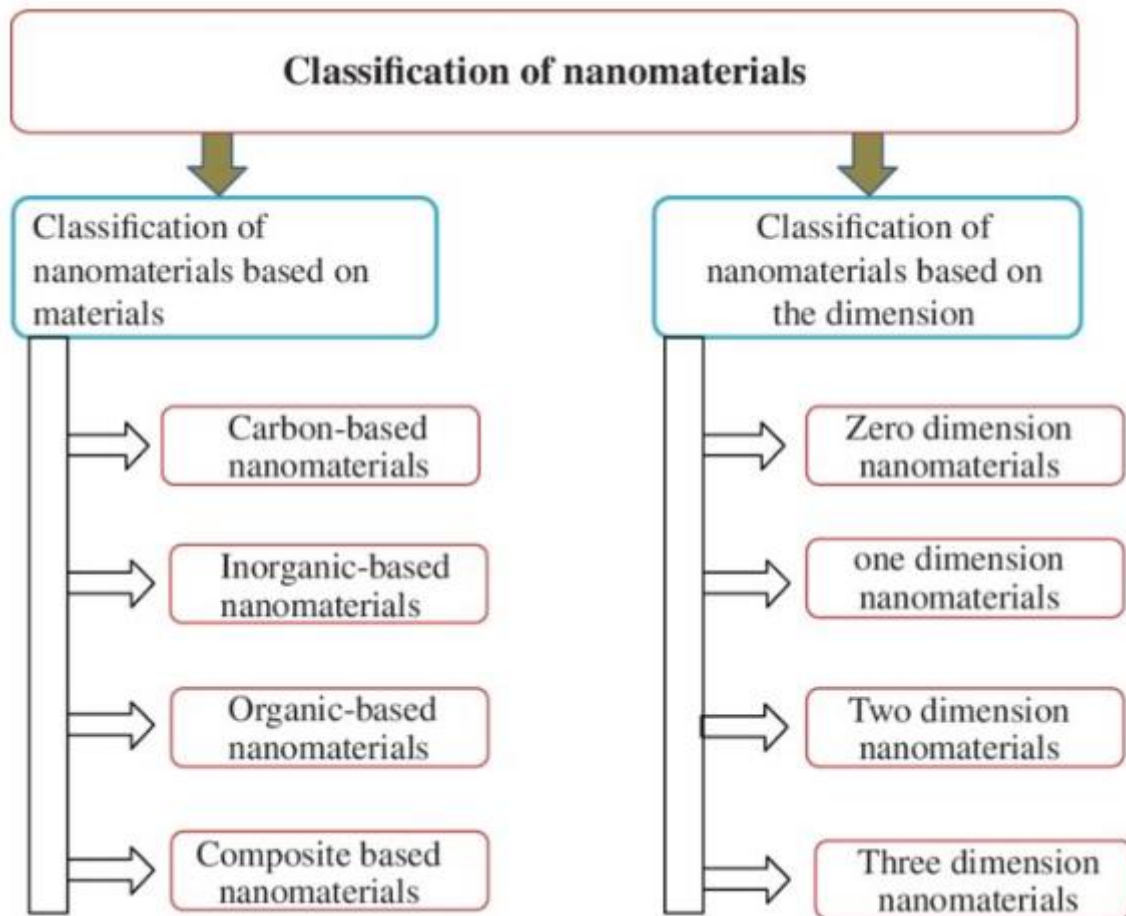 Classification of nanomaterials
Classification of
nanomaterials based on
materials
Carbon-based
nanomaterials
Inorganic-based
nanomaterials
Organic-based
nanomaterials
Composite based
nanomaterials
Classification of
nanomaterials based on
the dimension
Zero dimension
nanomaterials
one dimension
nanomaterials
Two dimension
nanomaterials
Three dimension
nanomaterials